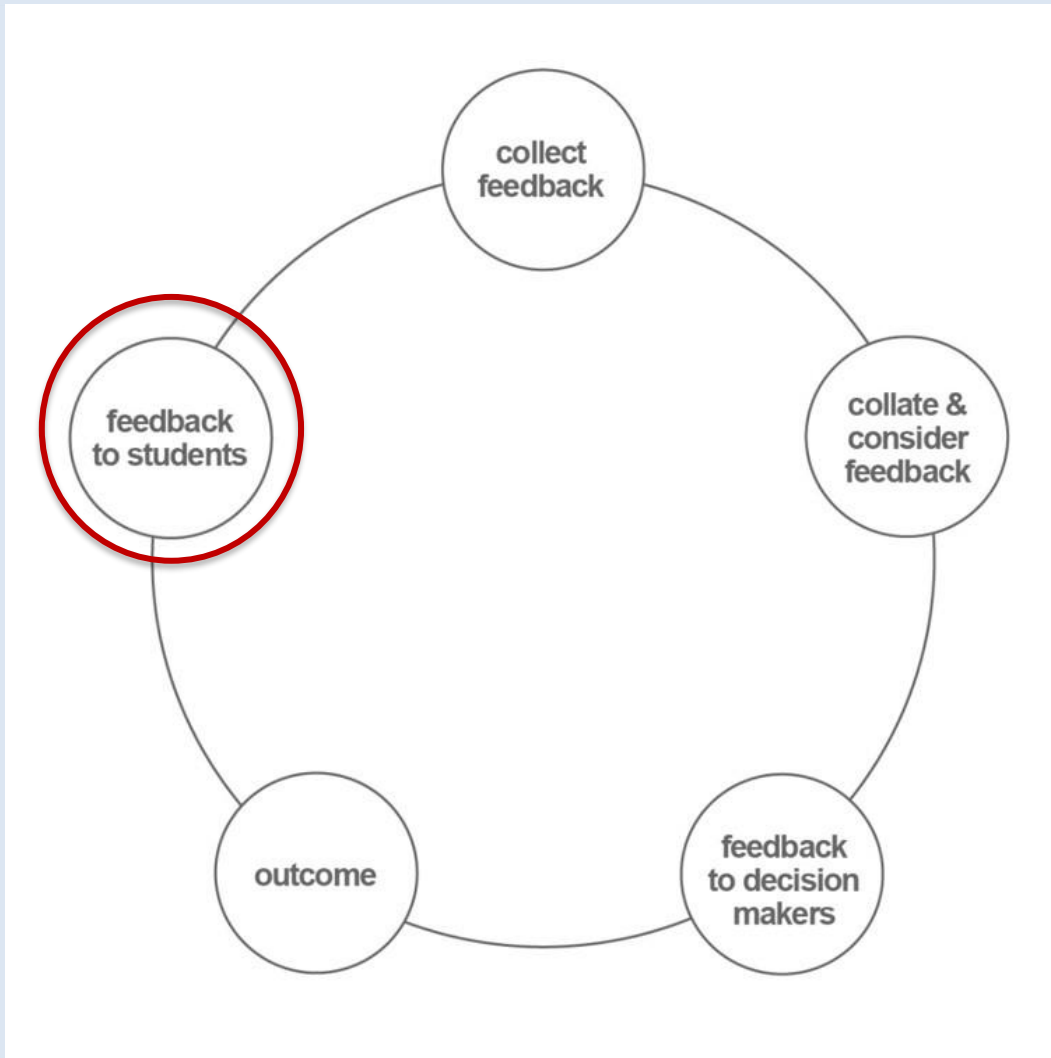 collect
feedback
collate &
consider
feedback
feedback
to decision
makers
outcome
feedback
to students